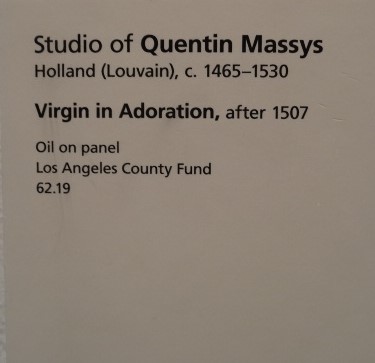 Studio of Quentin Massys
Holland (Louvain), c. 1465–1530
Virgin in Adoration, after 1507
Oil on panel
Los Angeles County Fund
62.19